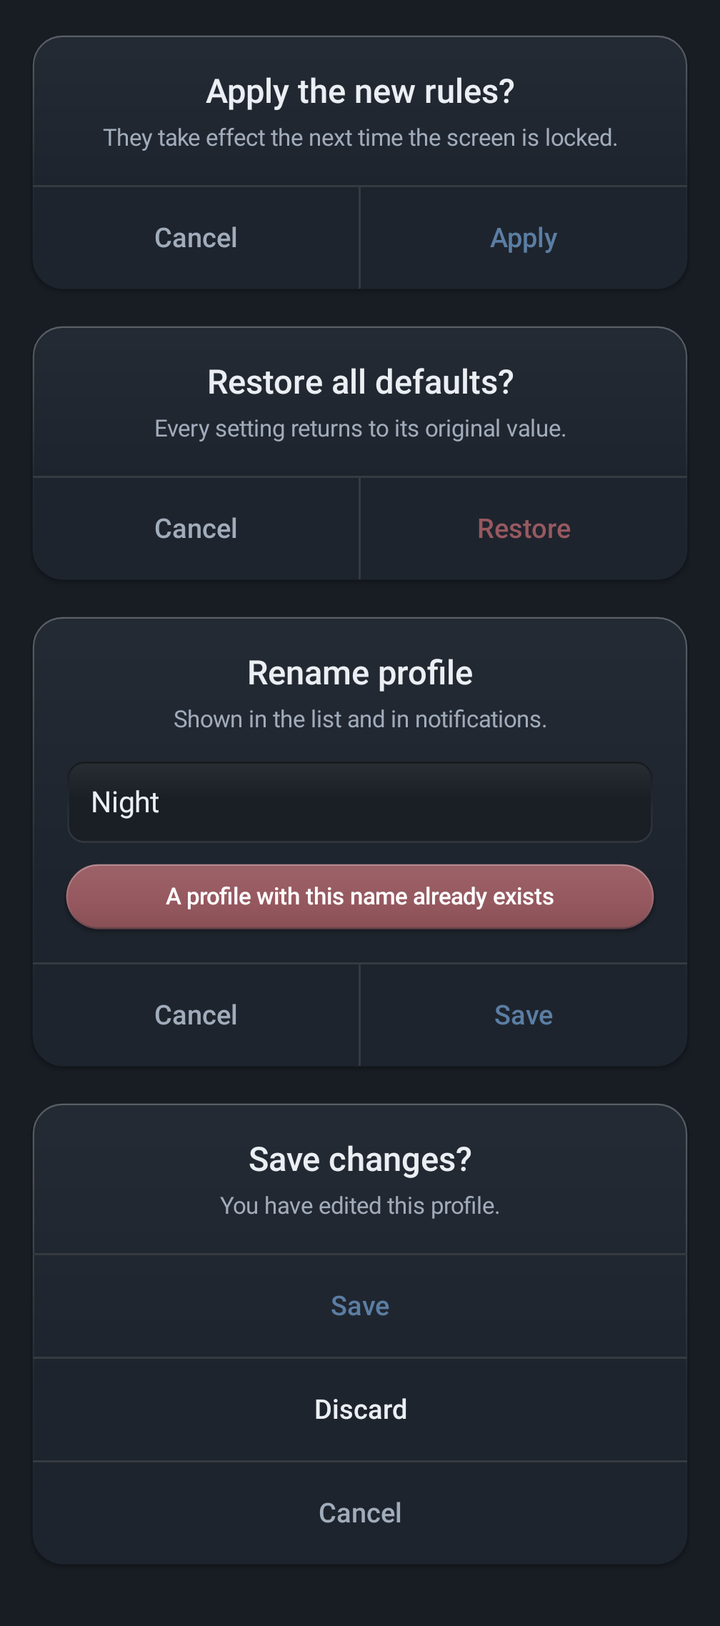 Apply the new rules?
They take effect the next time the screen is locked.
Cancel
Apply
Restore all defaults?
Every setting returns to its original value.
Cancel
Restore
Rename profile
Shown in the list and in notifications.
Night
A profile with this name already exists
Cancel
Save
Save changes?
You have edited this profile.
Save
Discard
Cancel